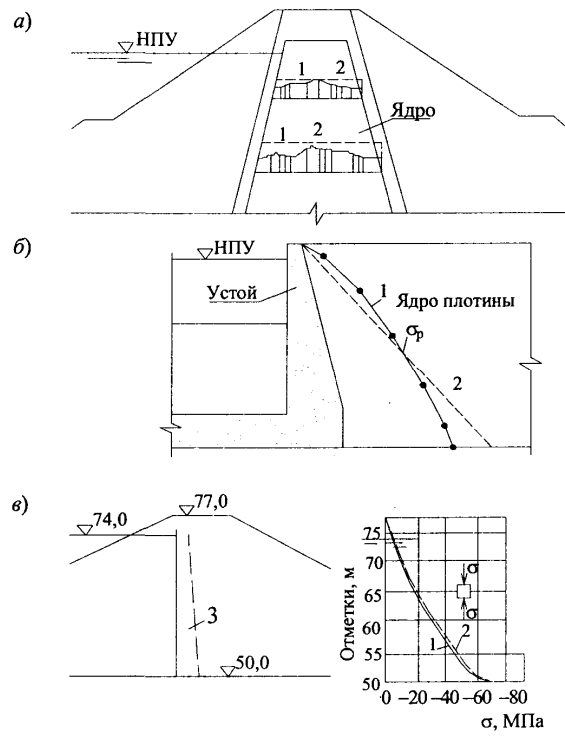 а)
НПУ
1 2
Ядро
1 2
б)
НПУ
Устой
1
Ядро плотины
σр
2
в)
74,0
77,0
3
50,0
Отметки, м
75
70
65
60
55
50
σ
σ
1 2
0 –20 –40 –60 –80
σ, МПа